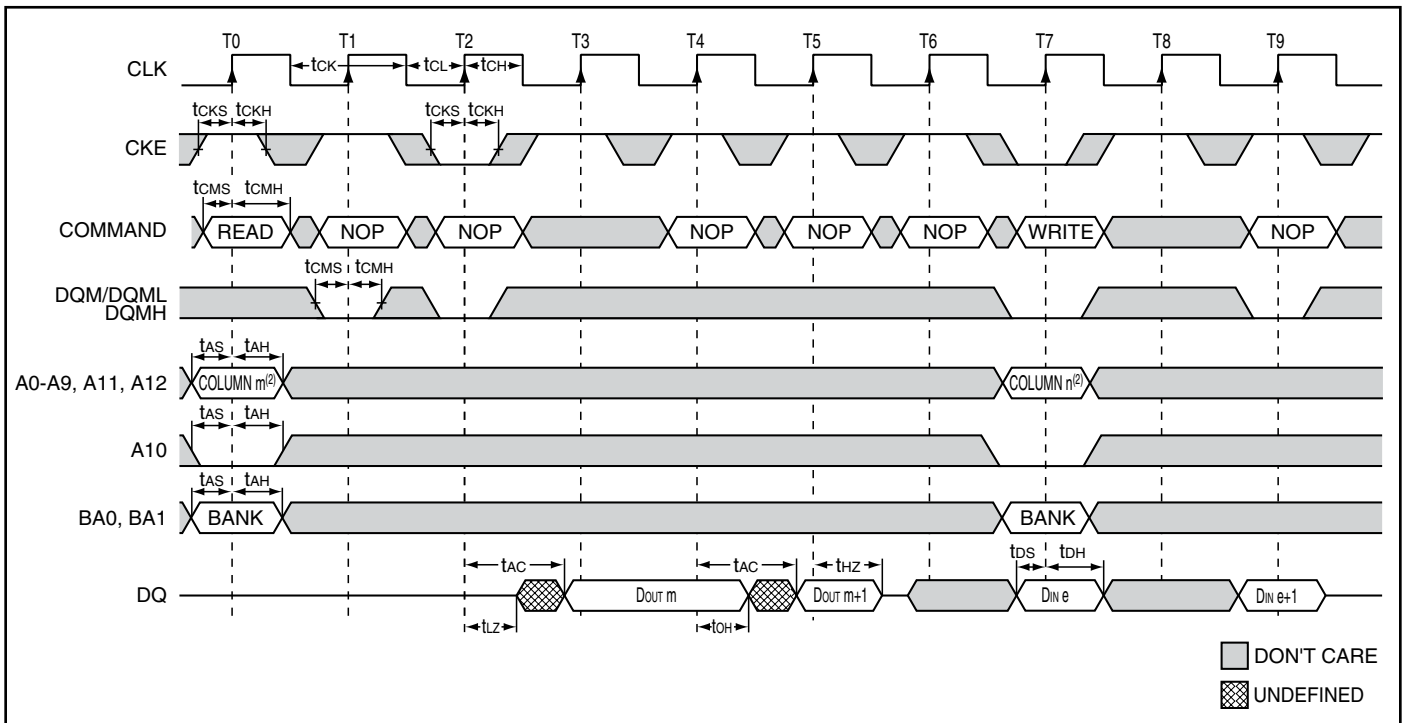 T0 T1 T2 T3 T4 T5 T6 T7 T8 T9
CLK tCK tCL tCH
tCKS tCKH tCKS tCKH
CKE
tCMS tCMH
COMMAND READ NOP NOP NOP NOP NOP WRITE NOP
tCMS tCMH
DQM/DQML
DQMH
tAS tAH
A0-A9, A11, A12 COLUMN m(2) COLUMN n(2)
tAS tAH
A10
tAS tAH
BA0, BA1 BANK BANK
tAC tAC tHZ tDS tDH
DQ DOUT m DOUT m+1 DIN e DIN e+1
tLZ tOH
DON'T CARE
UNDEFINED